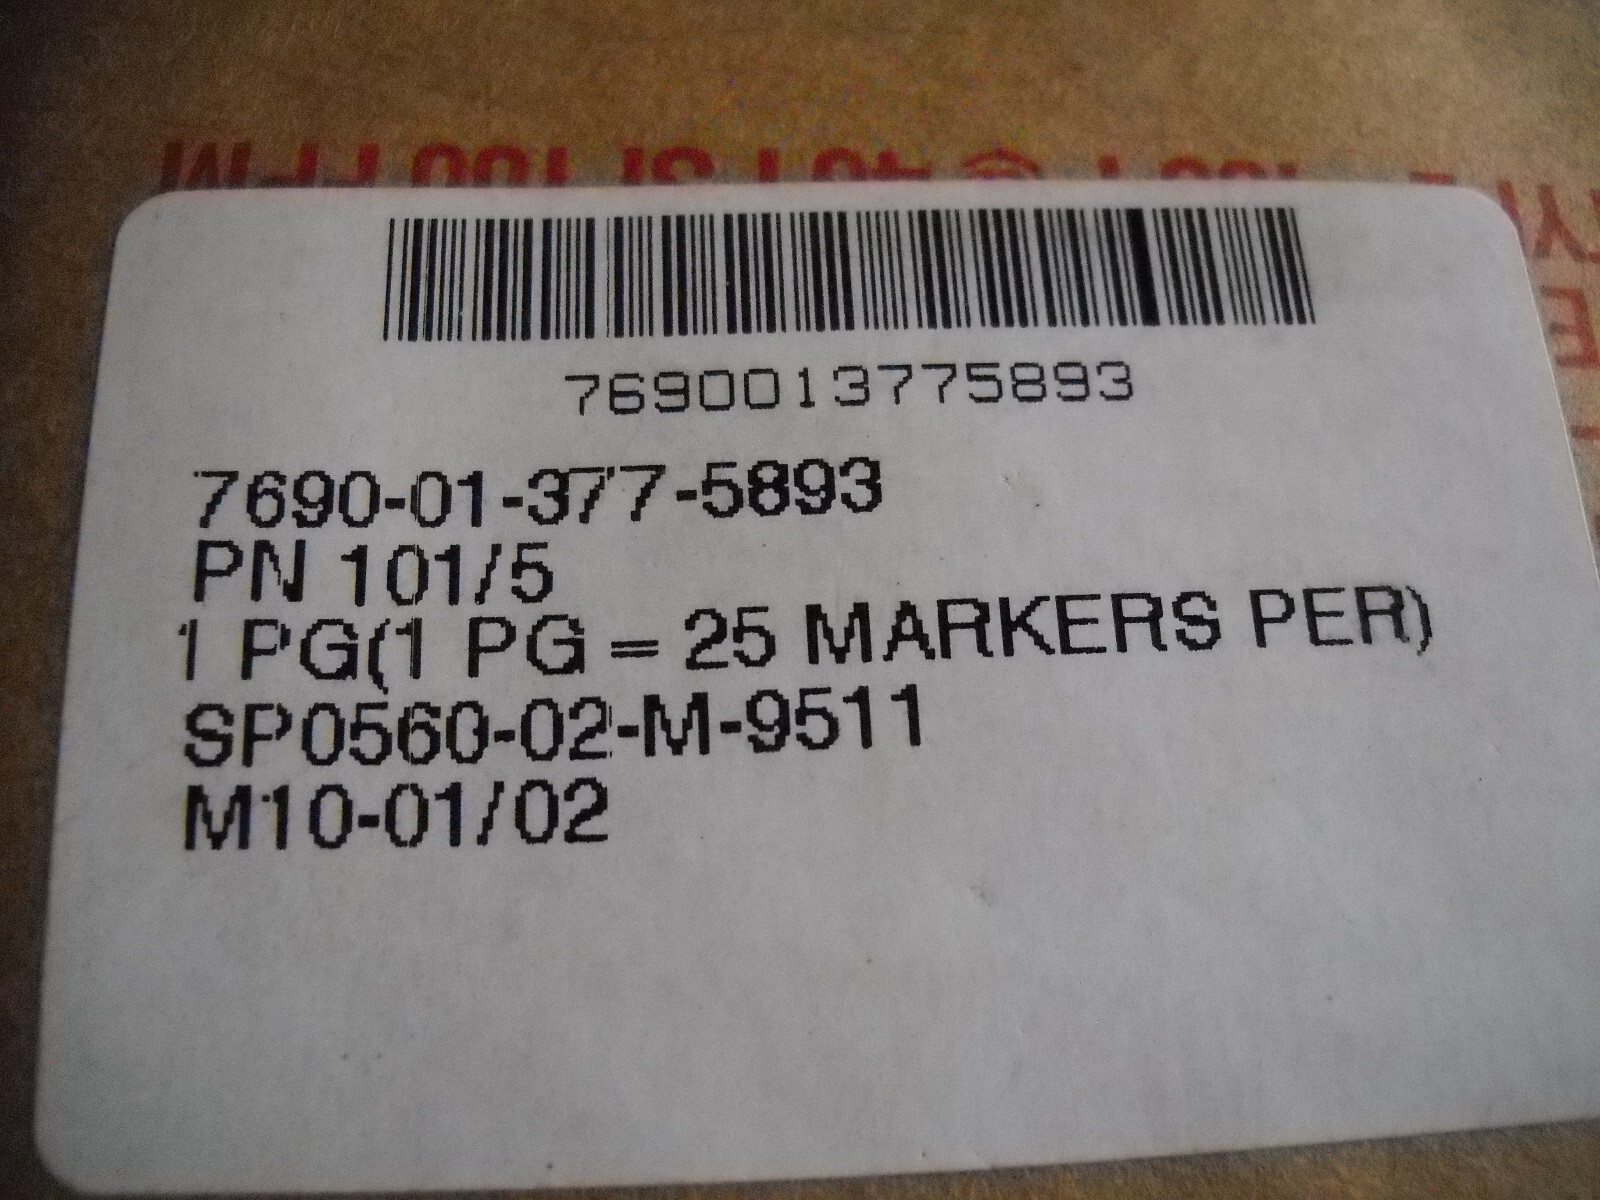 7690013775893
7690-01-377-5893
PN 101/5
1 PG(1 PG = 25 MARKERS PER)
SP0560-02-M-9511
M10-01/02